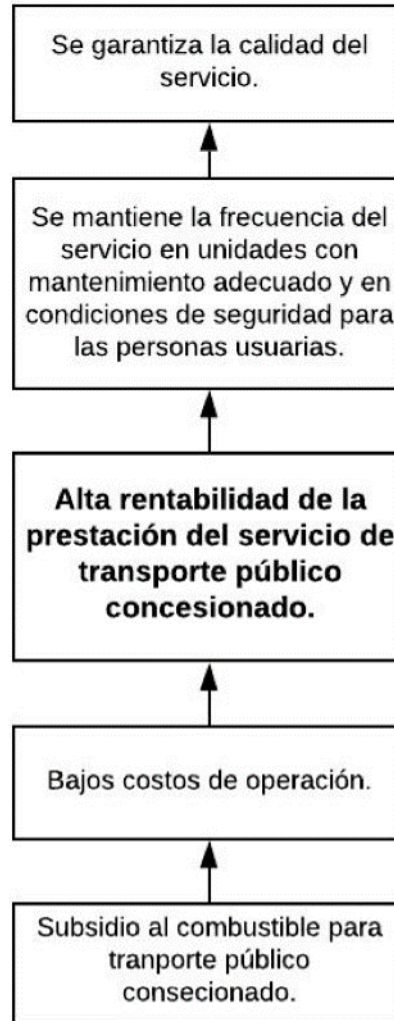 Se garantiza la calidad del
servicio.
Se mantiene la frecuencia del
servicio en unidades con
mantenimiento adecuado y en
condiciones de seguridad para
las personas usuarias.
Alta rentabilidad de la
prestación del servicio de
transporte público
concesionado.
Bajos costos de operación.
Subsidio al combustible para
tranporte público
consecionado.